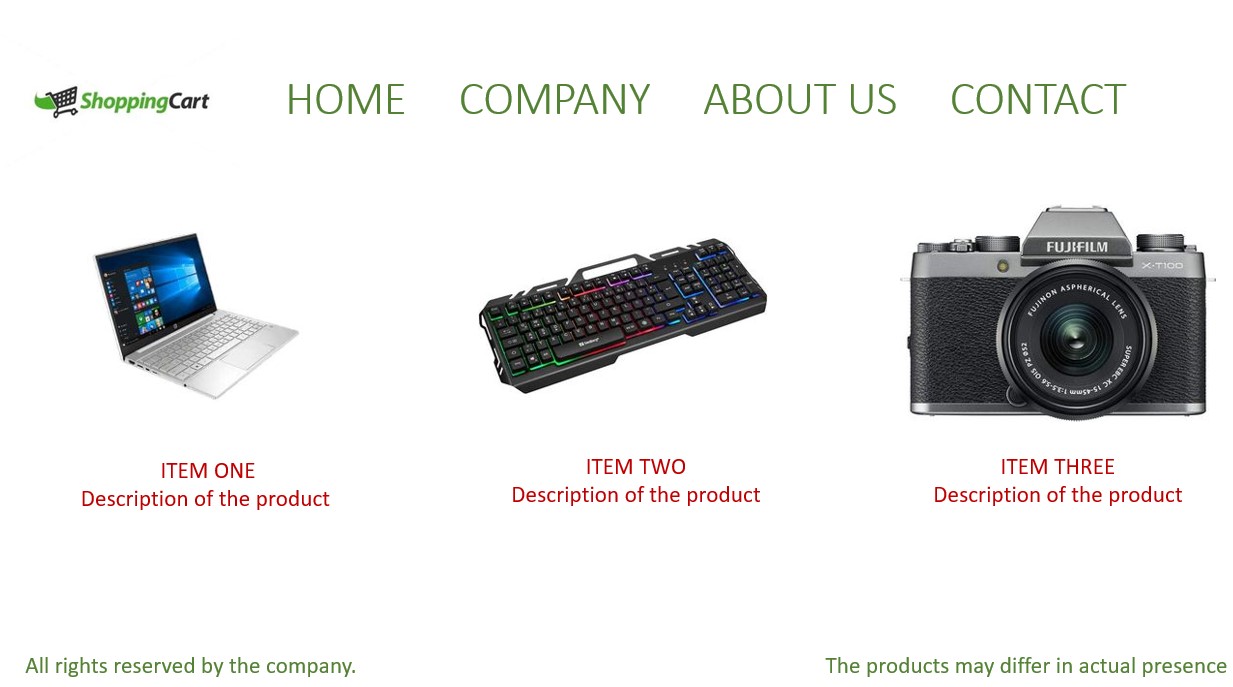 ShoppingCart HOME COMPANY ABOUT US CONTACT
FUJIFILM
X-T100
FUJINON ASPHERICAL LENS
SUPER EBC XC 15-45mm 1:3.5-5.6 OIS PZ Ø52
ITEM ONE
Description of the product
ITEM TWO
Description of the product
ITEM THREE
Description of the product
All rights reserved by the company.
The products may differ in actual presence